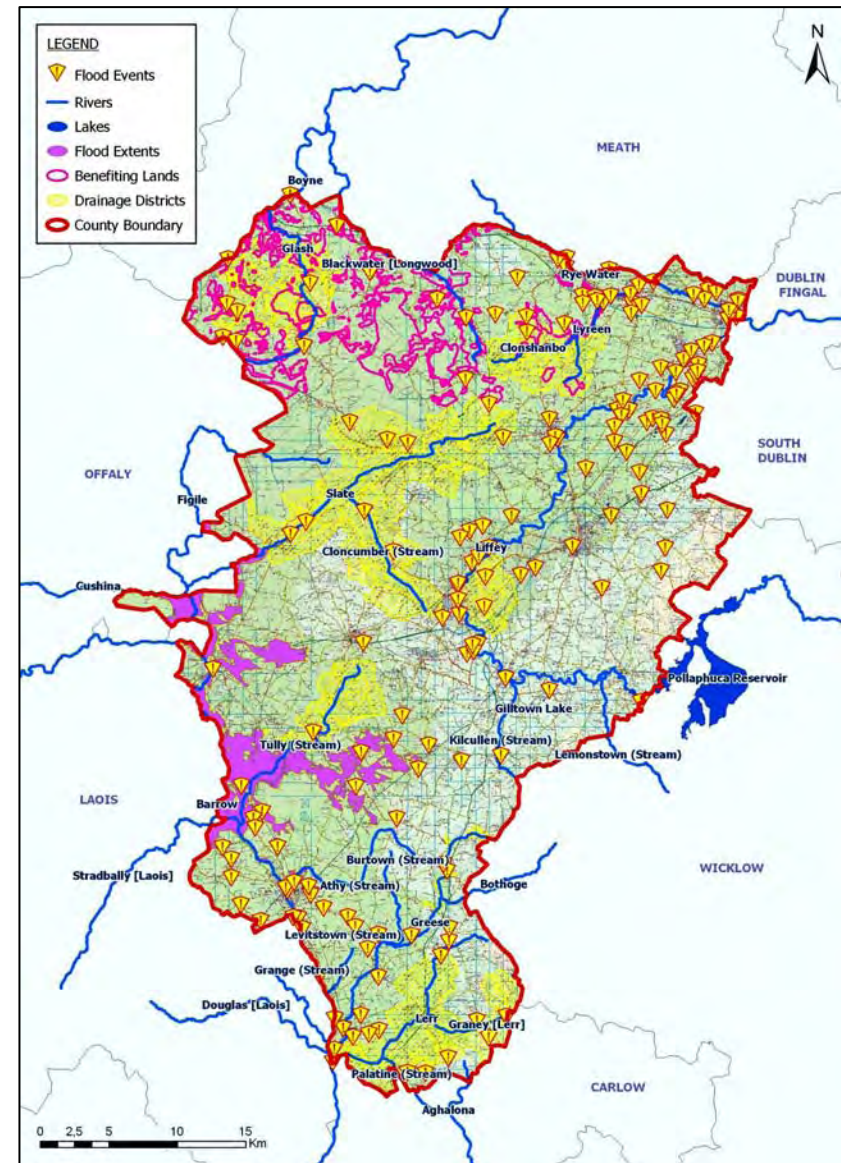 LEGEND
Flood Events
Rivers
Lakes
Flood Extents
Benefiting Lands
Drainage Districts
County Boundary
N
MEATH
Boyne
Glash
Blackwater [Longwood]
Rye Water
DUBLIN
FINGAL
Lyreen
Clonshanbo
SOUTH
DUBLIN
OFFALY
Figile
Slate
Cloncumber (Stream)
Liffey
Cushina
Pollaphuca Reservoir
Gilltown Lake
Tully (Stream)
Kilcullen (Stream)
Lemonstown (Stream)
LAOIS
Barrow
Burtown (Stream)
WICKLOW
Stradbally [Laois]
Athy (Stream)
Bothoge
Greese
Levitstown (Stream)
Grange (Stream)
Douglas [Laois]
Lerr
Graney [Lerr]
Palatine (Stream)
CARLOW
Aghalona
0 2,5 5 10 15
Km